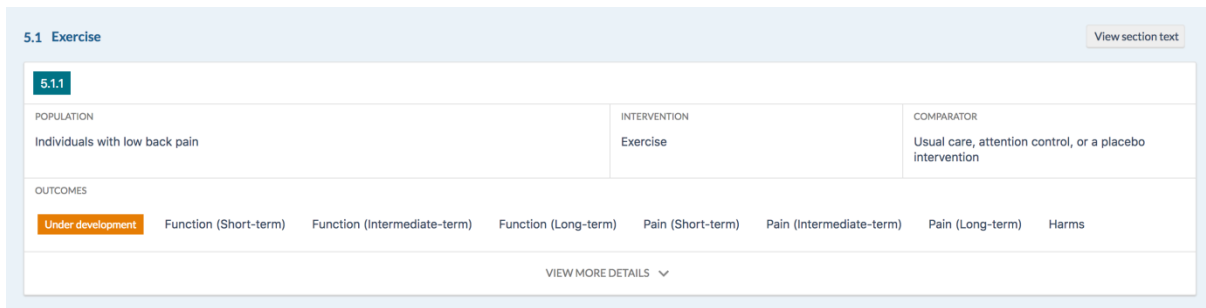 5.1 Exercise
View section text
5.1.1
POPULATION
Individuals with low back pain
INTERVENTION
Exercise
COMPARATOR
Usual care, attention control, or a placebo
intervention
OUTCOMES
Under development Function (Short-term) Function (Intermediate-term) Function (Long-term) Pain (Short-term) Pain (Intermediate-term) Pain (Long-term) Harms
VIEW MORE DETAILS